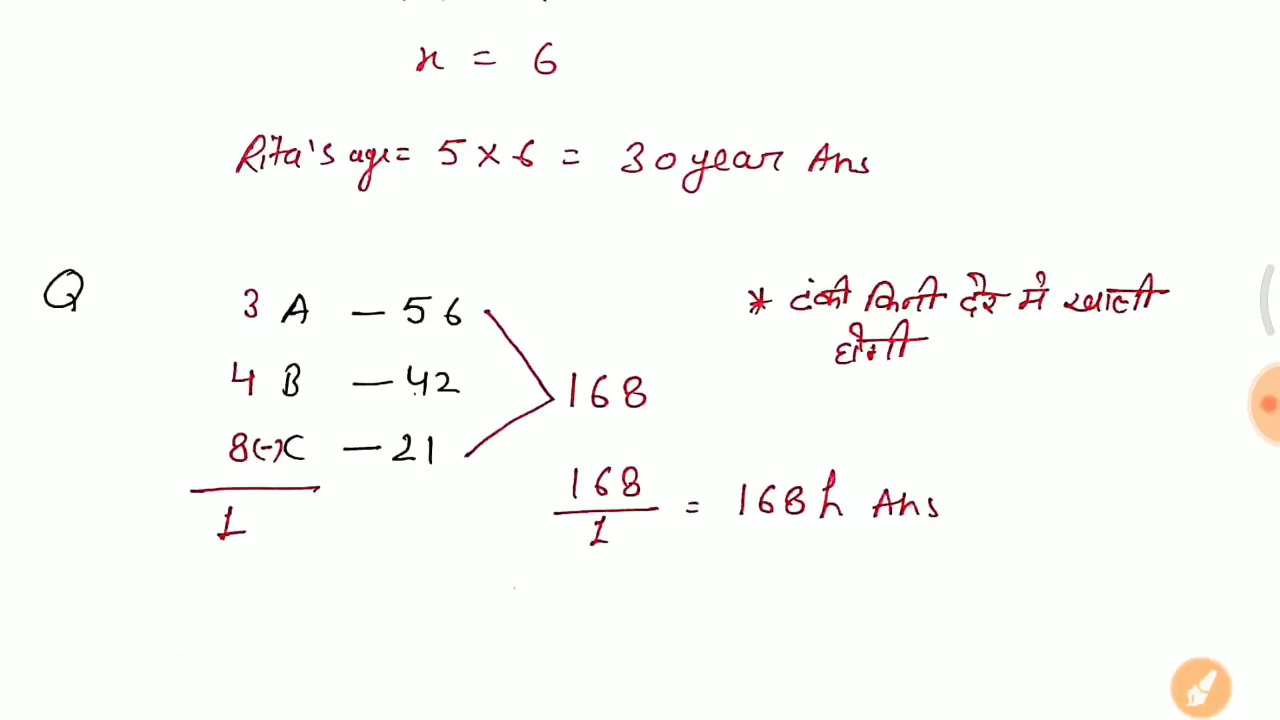 x = 6
Rita's age = 5 × 6 = 30 year Ans
Q
3 A — 56
* टंकी कितनी देर में खाली
होगी
4 B — 42
168
8(-)C — 21
1
168/1 = 168 h Ans